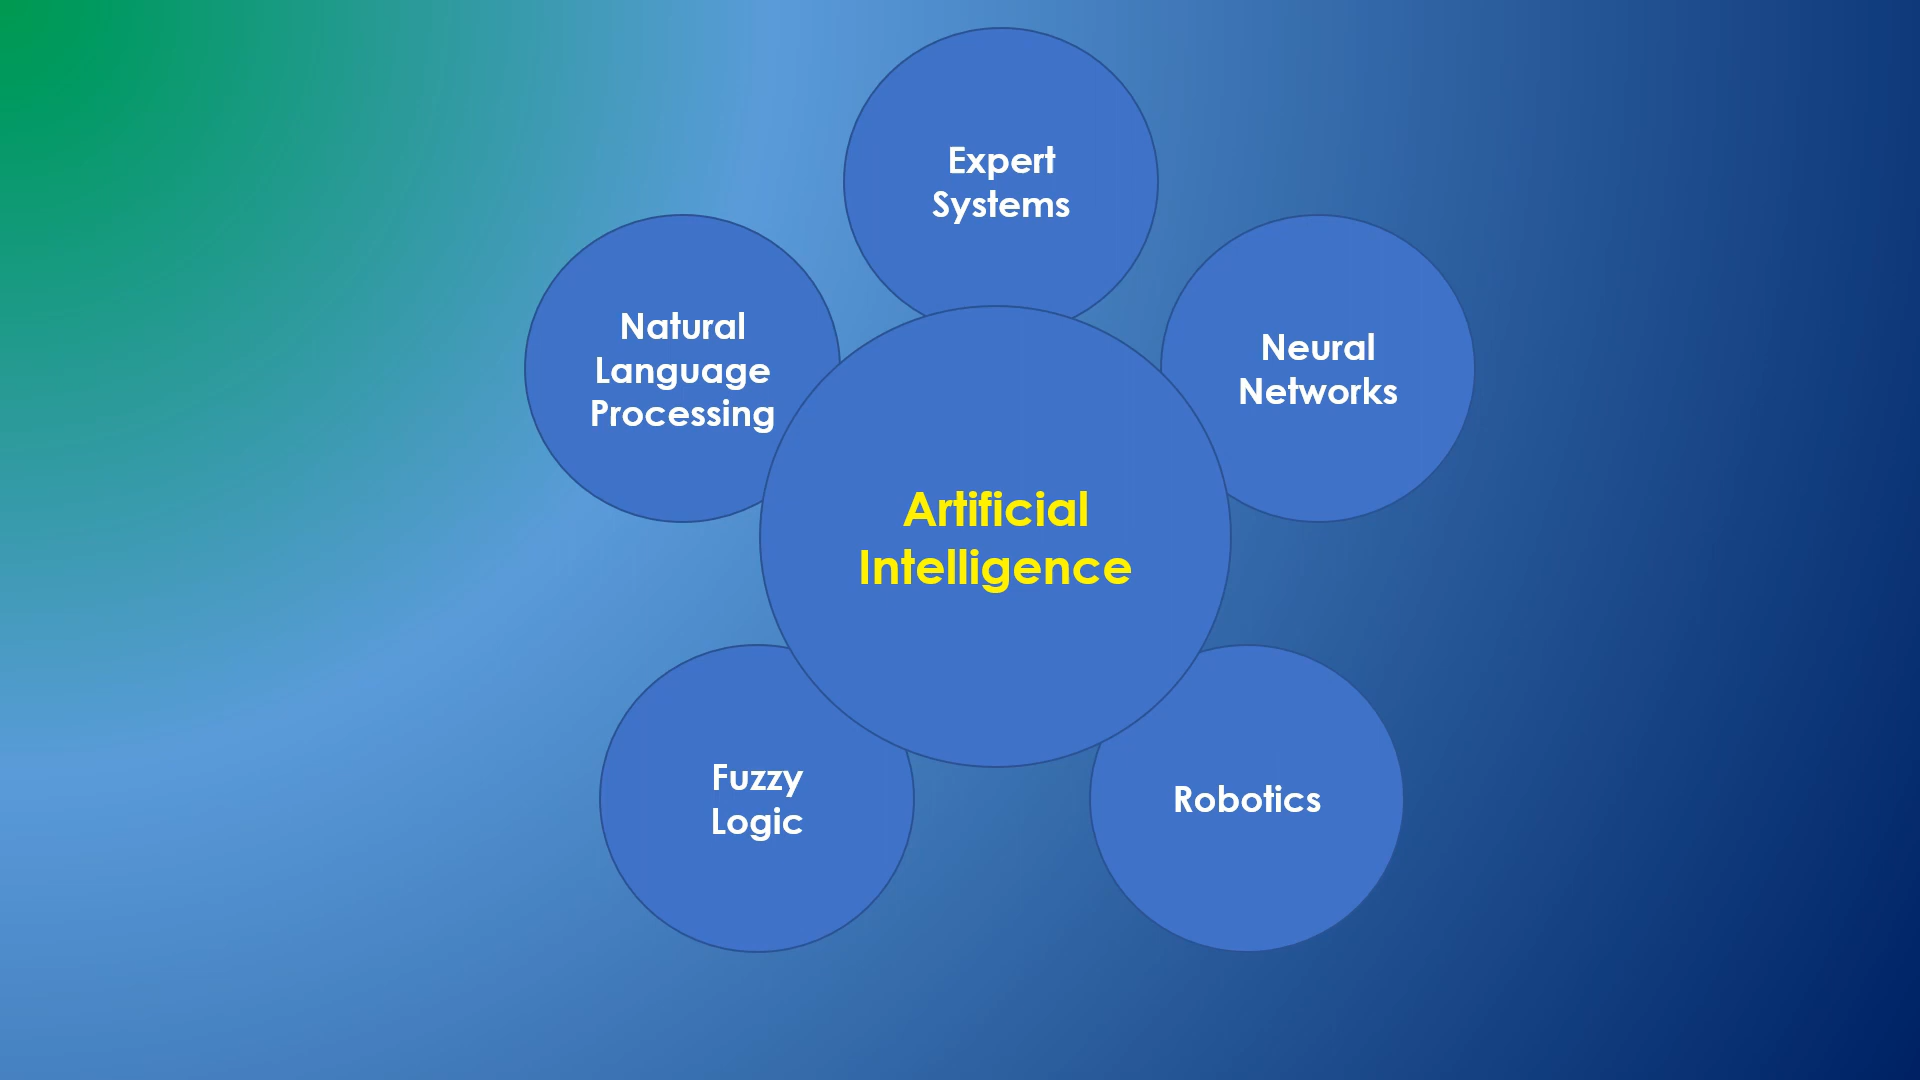 Expert
Systems
Natural
Language
Processing
Neural
Networks
Artificial
Intelligence
Fuzzy
Logic
Robotics